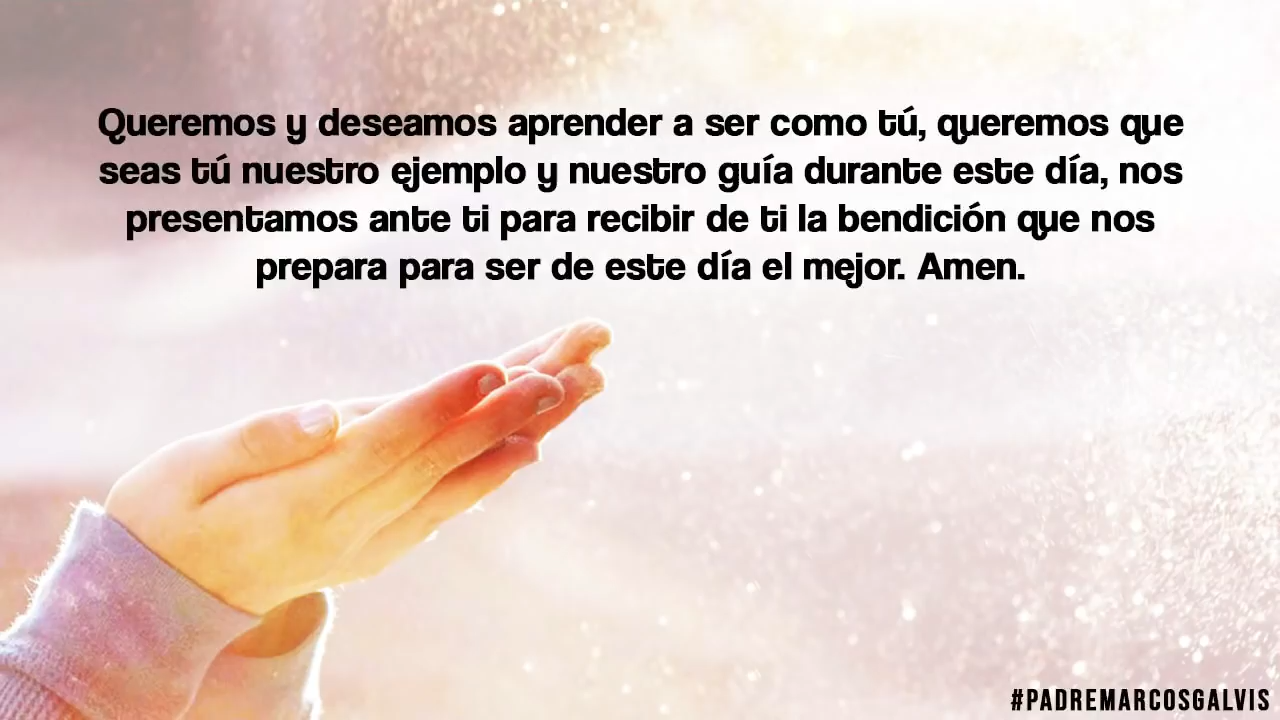 Queremos y deseamos aprender a ser como tú, queremos que
seas tú nuestro ejemplo y nuestro guía durante este día, nos
presentamos ante ti para recibir de ti la bendición que nos
prepara para ser de este día el mejor. Amen.
#PADREMARCOSGALVIS